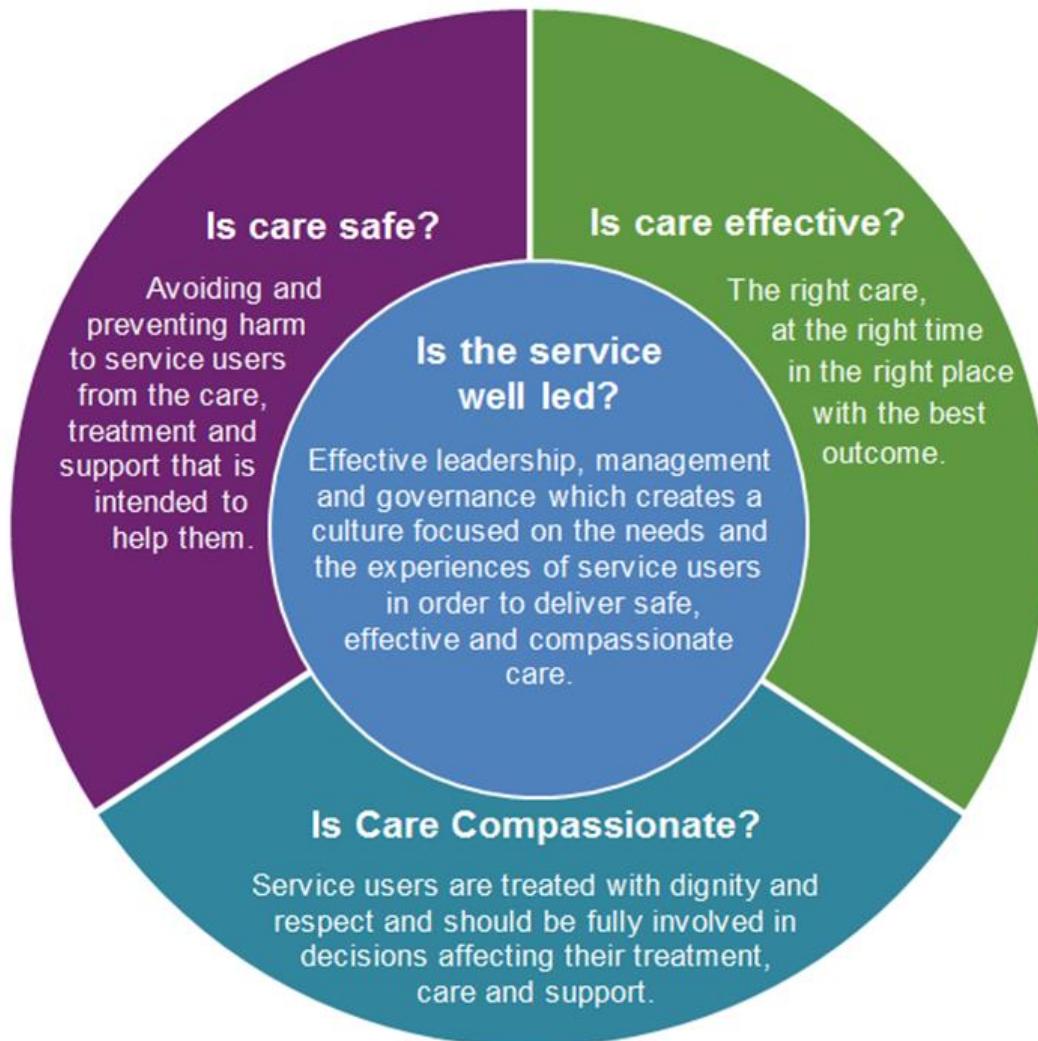 Is care safe?
Avoiding and
preventing harm
to service users
from the care,
treatment and
support that is
intended to
help them.
Is care effective?
The right care,
at the right time
in the right place
with the best
outcome.
Is the service
well led?
Effective leadership, management
and governance which creates a
culture focused on the needs and
the experiences of service users
in order to deliver safe,
effective and compassionate
care.
Is Care Compassionate?
Service users are treated with dignity and
respect and should be fully involved in
decisions affecting their treatment,
care and support.